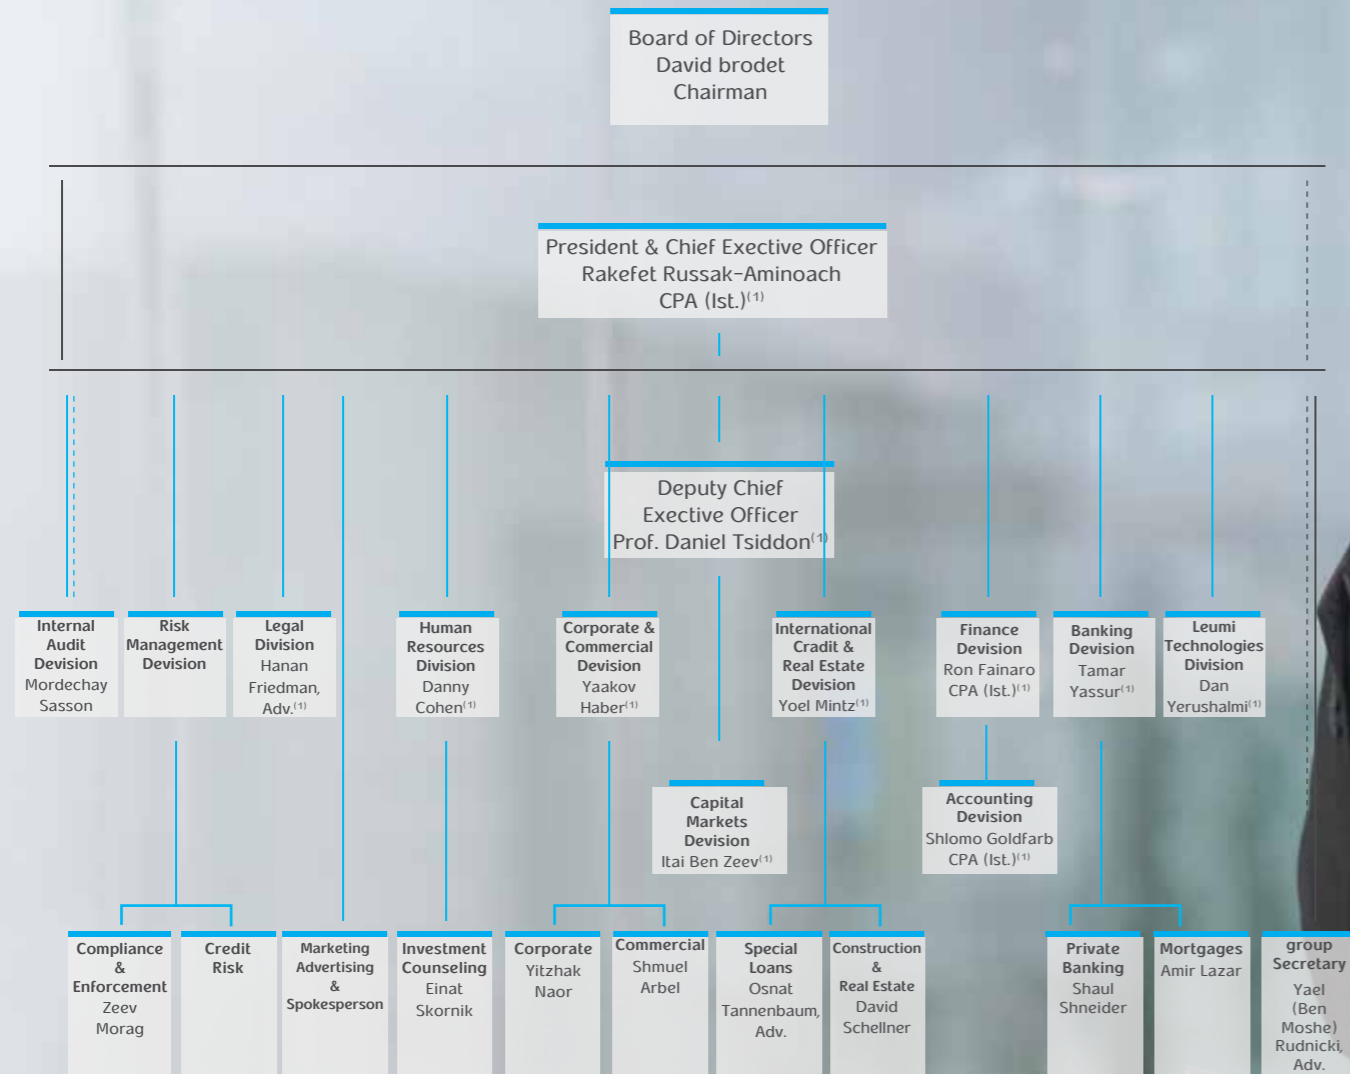 Board of Directors
David brodet
Chairman
President & Chief Exective Officer
Rakefet Russak-Aminoach
CPA (Ist.)(1)
Deputy Chief
Exective Officer
Prof. Daniel Tsiddon(1)
Internal
Audit
Devision
Mordechay
Sasson
Risk
Management
Devision
Legal
Division
Hanan
Friedman,
Adv.(1)
Human
Resources
Division
Danny
Cohen(1)
Corporate &
Commercial
Devision
Yaakov
Haber(1)
International
Cradit &
Real Estate
Devision
Yoel Mintz(1)
Finance
Devision
Ron Fainaro
CPA (Ist.)(1)
Banking
Devision
Tamar
Yassur(1)
Leumi
Technologies
Division
Dan
Yerushalmi(1)
Capital
Markets
Devision
Itai Ben Zeev(1)
Accounting
Devision
Shlomo Goldfarb
CPA (Ist.)(1)
Compliance
&
Enforcement
Zeev
Morag
Credit
Risk
Marketing
Advertising
&
Spokesperson
Investment
Counseling
Einat
Skornik
Corporate
Yitzhak
Naor
Commercial
Shmuel
Arbel
Special
Loans
Osnat
Tannenbaum,
Adv.
Construction
&
Real Estate
David
Schellner
Private
Banking
Shaul
Shneider
Mortgages
Amir Lazar
group
Secretary
Yael
(Ben
Moshe)
Rudnicki,
Adv.